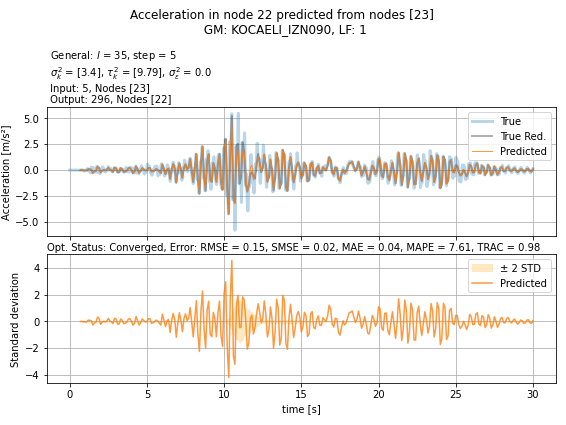 Acceleration in node 22 predicted from nodes [23]
GM: KOCAELI_IZN090, LF: 1
General: l = 35, step = 5
σ²ₖ = [3.4], τ²ₖ = [9.79], σ²ε = 0.0
Input: 5, Nodes [23]
Output: 296, Nodes [22]
Acceleration [m/s²]
5.0
2.5
0.0
−2.5
−5.0
True
True Red.
Predicted
Opt. Status: Converged, Error: RMSE = 0.15, SMSE = 0.02, MAE = 0.04, MAPE = 7.61, TRAC = 0.98
Standard deviation
4
2
0
−2
−4
± 2 STD
Predicted
0 5 10 15 20 25 30
time [s]